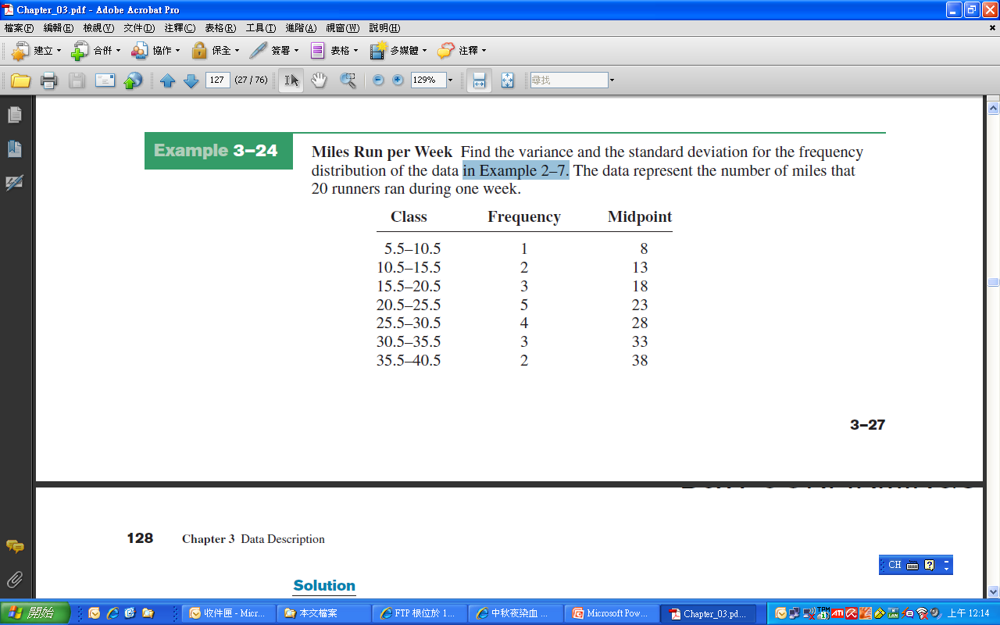 Chapter_03.pdf - Adobe Acrobat Pro
檔案(F) 編輯(E) 檢視(V) 文件(D) 注釋(C) 表格(R) 工具(T) 進階(A) 視窗(W) 說明(H)
建立 合併 協作 保全 簽署 表格 多媒體 注釋
127 (27 / 76) 129% 尋找
Example 3–24
Miles Run per Week Find the variance and the standard deviation for the frequency
distribution of the data in Example 2–7. The data represent the number of miles that
20 runners ran during one week.
Class Frequency Midpoint
5.5–10.5 1 8
10.5–15.5 2 13
15.5–20.5 3 18
20.5–25.5 5 23
25.5–30.5 4 28
30.5–35.5 3 33
35.5–40.5 2 38
3–27
128 Chapter 3 Data Description
Solution
CH
開始 收件匣 - Micr... 本文檔案 FTP 根位於 1... 中秋夜染血 ... Microsoft Pow... Chapter_03.pd... 上午 12:14